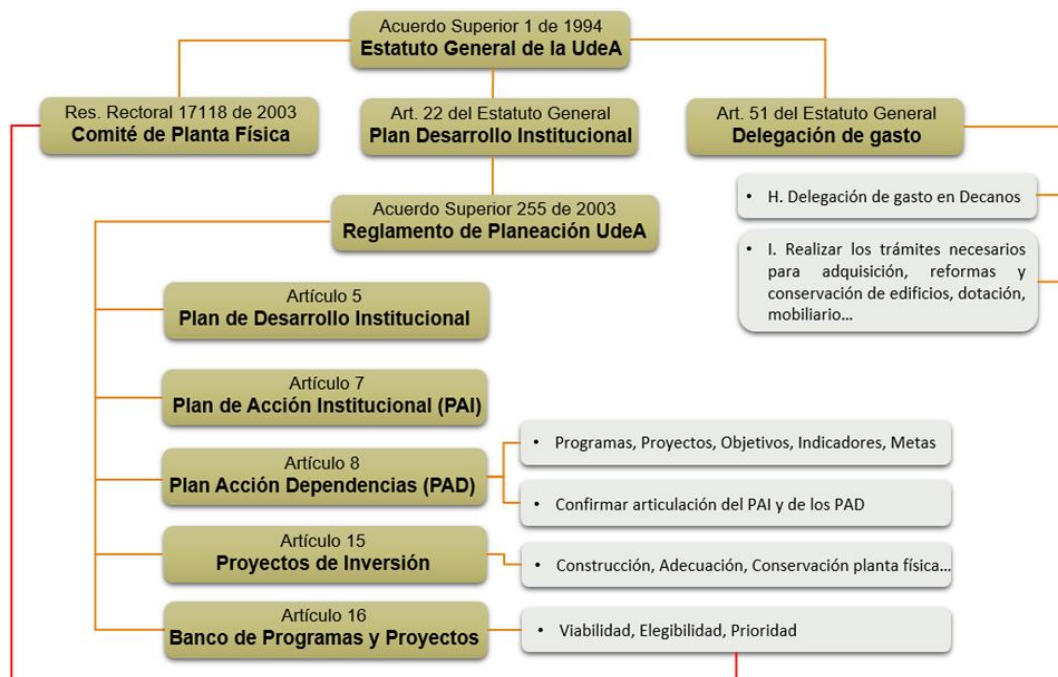 Acuerdo Superior 1 de 1994
Estatuto General de la UdeA
Res. Rectoral 17118 de 2003
Comité de Planta Física
Art. 22 del Estatuto General
Plan Desarrollo Institucional
Art. 51 del Estatuto General
Delegación de gasto
• H. Delegación de gasto en Decanos
• I. Realizar los trámites necesarios
para adquisición, reformas y
conservación de edificios, dotación,
mobiliario…
Acuerdo Superior 255 de 2003
Reglamento de Planeación UdeA
Artículo 5
Plan de Desarrollo Institucional
Artículo 7
Plan de Acción Institucional (PAI)
Artículo 8
Plan Acción Dependencias (PAD)
• Programas, Proyectos, Objetivos, Indicadores, Metas
• Confirmar articulación del PAI y de los PAD
Artículo 15
Proyectos de Inversión
• Construcción, Adecuación, Conservación planta física…
Artículo 16
Banco de Programas y Proyectos
• Viabilidad, Elegibilidad, Prioridad